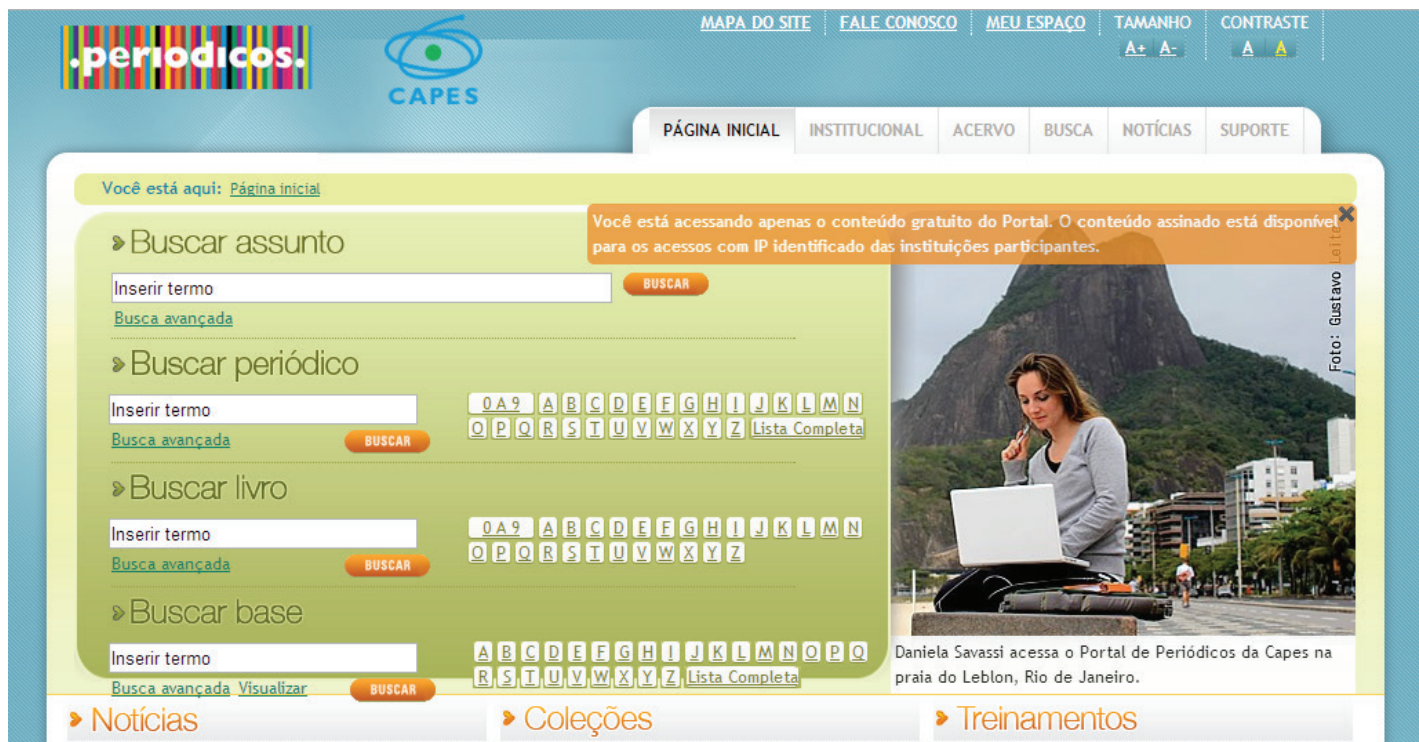 .periodicos.
CAPES
MAPA DO SITE FALE CONOSCO MEU ESPAÇO TAMANHO CONTRASTE
A+ A- A A
PÁGINA INICIAL INSTITUCIONAL ACERVO BUSCA NOTÍCIAS SUPORTE
Você está aqui: Página inicial
Você está acessando apenas o conteúdo gratuito do Portal. O conteúdo assinado está disponível
para os acessos com IP identificado das instituições participantes.
Buscar assunto
Inserir termo BUSCAR
Busca avançada
Buscar periódico
Inserir termo
Busca avançada BUSCAR
0 A 9 A B C D E F G H I J K L M N
O P Q R S T U V W X Y Z Lista Completa
Buscar livro
Inserir termo
Busca avançada BUSCAR
0 A 9 A B C D E F G H I J K L M N
O P Q R S T U V W X Y Z
Buscar base
Inserir termo
Busca avançada Visualizar BUSCAR
A B C D E F G H I J K L M N O P Q
R S T U V W X Y Z Lista Completa
Foto: Gustavo Leite
Daniela Savassi acessa o Portal de Periódicos da Capes na
praia do Leblon, Rio de Janeiro.
Notícias Coleções Treinamentos